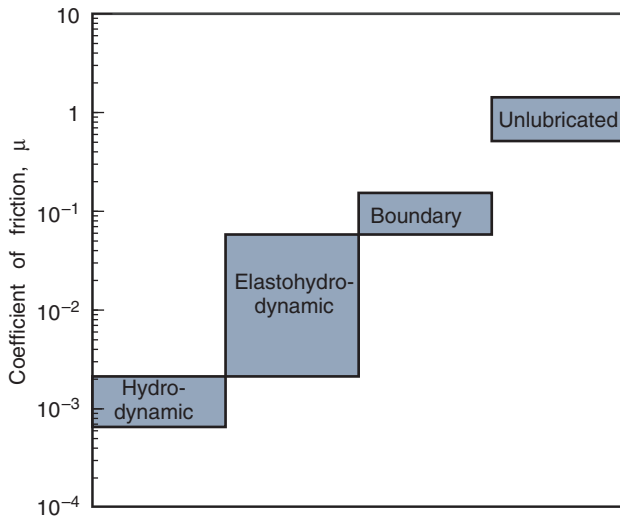 10
1
10⁻¹
10⁻²
10⁻³
10⁻⁴
Coefficient of friction, μ
Unlubricated
Boundary
Elastohydro-
dynamic
Hydro-
dynamic